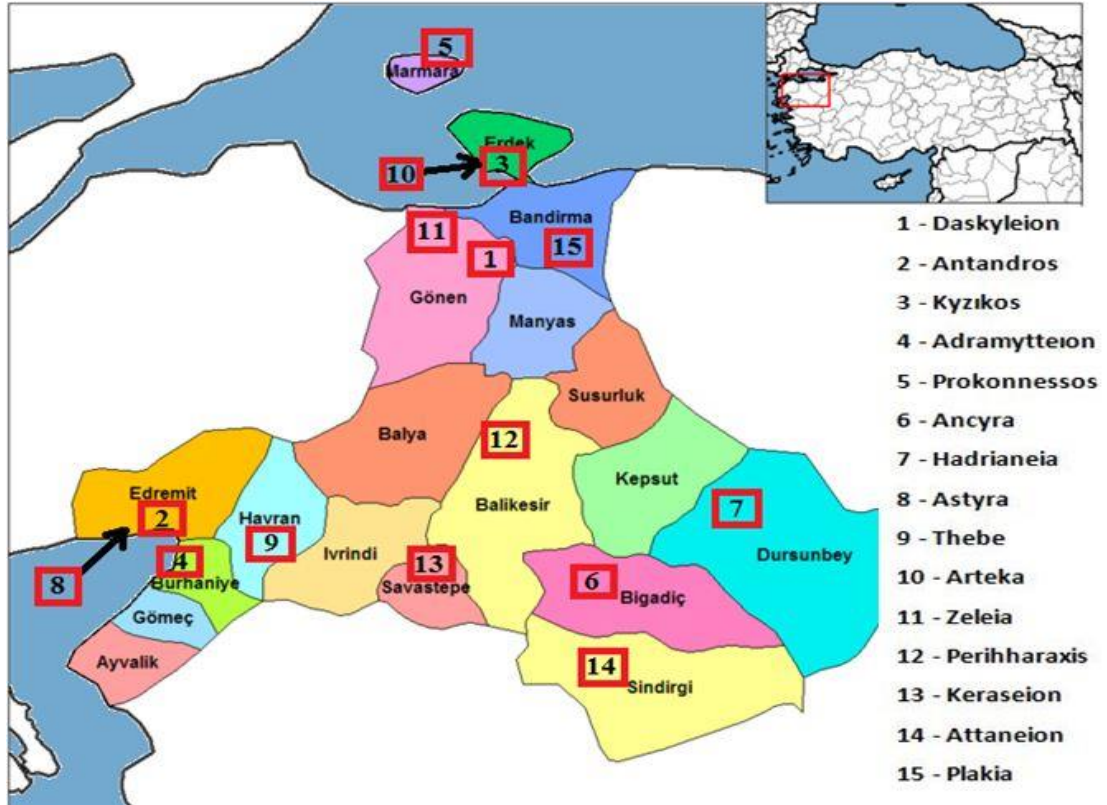 5
Marmara
Erdek
10
3
11
Bandirma
15
1
Gönen
Manyas
Susurluk
Balya
12
Kepsut
Edremit
2
Havran
9
Balikesir
7
Ivrindi
13
Dursunbey
8
4
Burhaniye
Savastepe
6
Bigadiç
Gömeç
Ayvalik
14
Sindirgi
1 - Daskyleion
2 - Antandros
3 - Kyzıkos
4 - Adramytteıon
5 - Prokonnessos
6 - Ancyra
7 - Hadrianeia
8 - Astyra
9 - Thebe
10 - Arteka
11 - Zeleia
12 - Perihharaxis
13 - Keraseion
14 - Attaneion
15 - Plakia